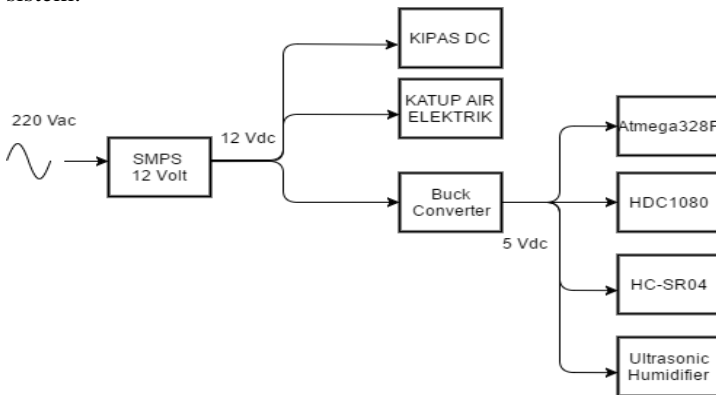 sistem.
KIPAS DC
KATUP AIR
ELEKTRIK
220 Vac
12 Vdc
SMPS
12 Volt
Buck
Converter
5 Vdc
Atmega328P
HDC1080
HC-SR04
Ultrasonic
Humidifier